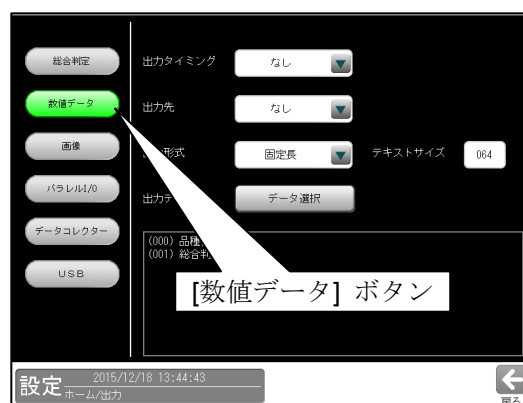 総合判定
出力タイミング
なし
数値データ
出力先
なし
画像
形式
固定長
テキストサイズ
064
パラレルI/O
出力デ
データ選択
データコレクター
(000) 品種
(001) 総合判
USB
[数値データ] ボタン
設定
2015/12/18 13:44:43
ホーム/出力
戻る